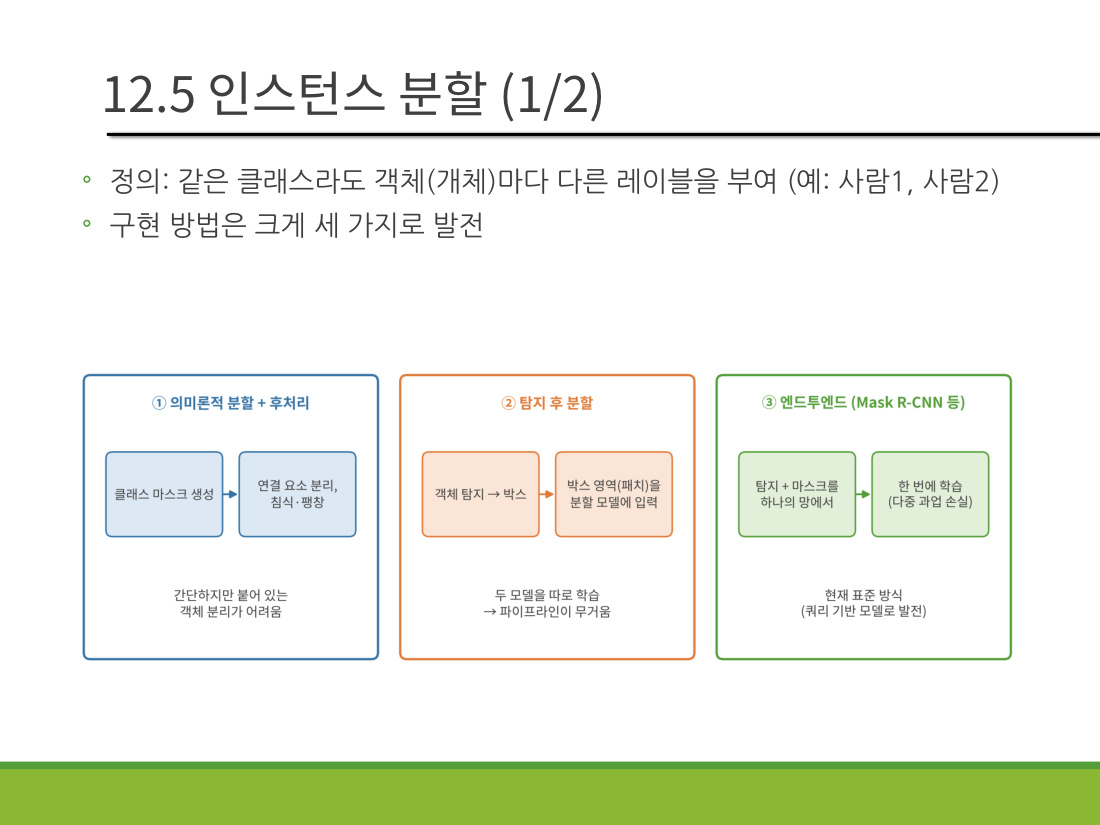 12.5 인스턴스 분할 (1/2)
◦ 정의: 같은 클래스라도 객체(개체)마다 다른 레이블을 부여 (예: 사람1, 사람2)
◦ 구현 방법은 크게 세 가지로 발전
① 의미론적 분할 + 후처리
클래스 마스크 생성
연결 요소 분리,
침식·팽창
간단하지만 붙어 있는
객체 분리가 어려움
② 탐지 후 분할
객체 탐지 → 박스
박스 영역(패치)을
분할 모델에 입력
두 모델을 따로 학습
→ 파이프라인이 무거움
③ 엔드투엔드 (Mask R-CNN 등)
탐지 + 마스크를
하나의 망에서
한 번에 학습
(다중 과업 손실)
현재 표준 방식
(쿼리 기반 모델로 발전)